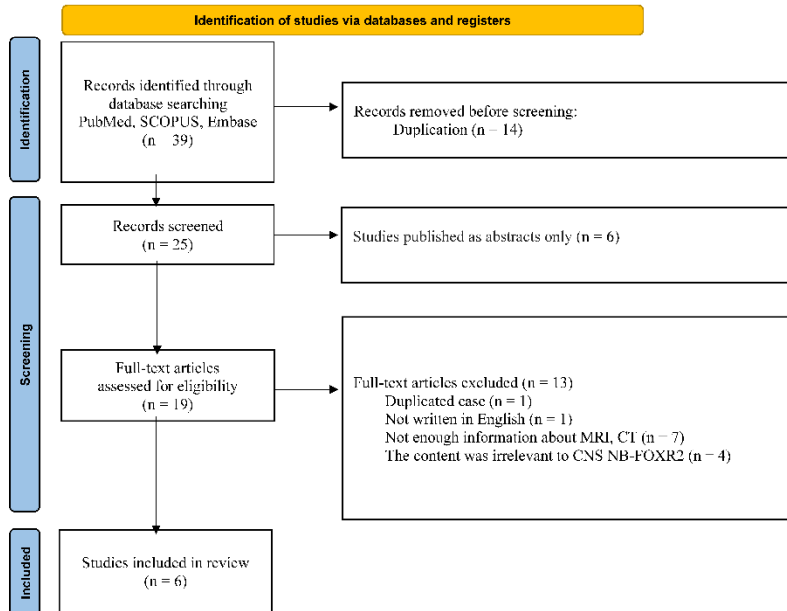 Identification of studies via databases and registers
Identification
Records identified through
database searching
PubMed, SCOPUS, Embase
(n = 39)
Records removed before screening:
Duplication (n = 14)
Screening
Records screened
(n = 25)
Studies published as abstracts only (n = 6)
Full-text articles
assessed for eligibility
(n = 19)
Full-text articles excluded (n = 13)
Duplicated case (n = 1)
Not written in English (n = 1)
Not enough information about MRI, CT (n = 7)
The content was irrelevant to CNS NB-FOXR2 (n = 4)
Included
Studies included in review
(n = 6)